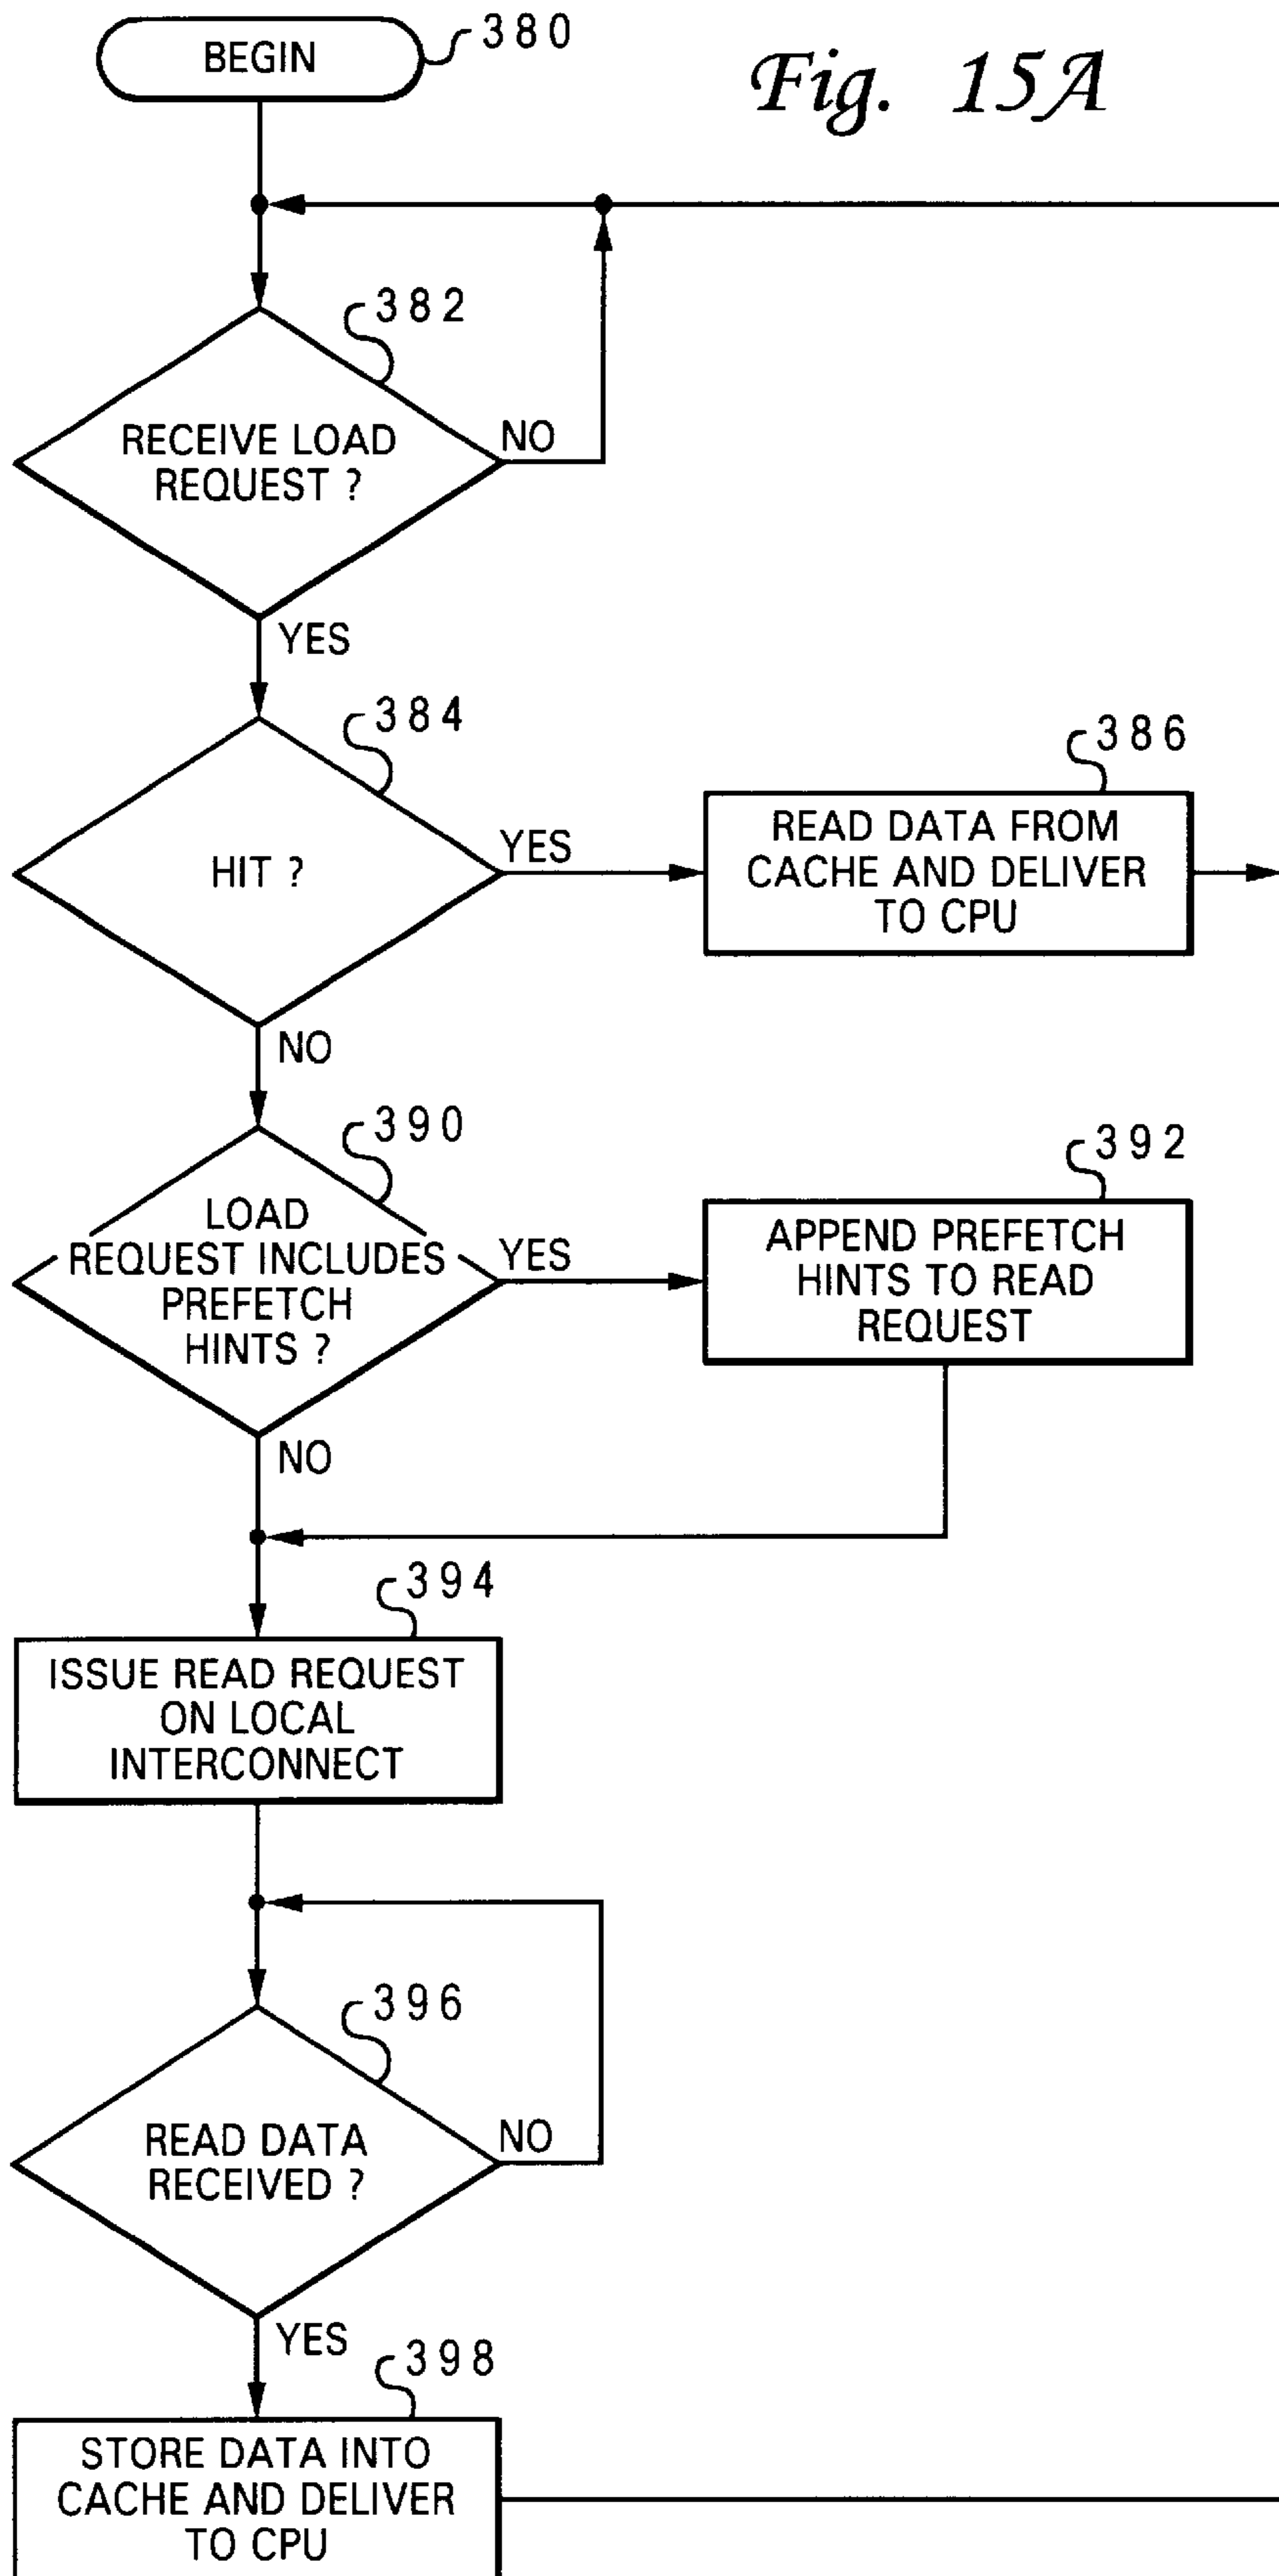 BEGIN
380
Fig. 15A
382
RECEIVE LOAD
REQUEST ?
NO
YES
384
HIT ?
YES
386
READ DATA FROM
CACHE AND DELIVER
TO CPU
NO
390
LOAD
REQUEST INCLUDES
PREFETCH
HINTS ?
YES
392
APPEND PREFETCH
HINTS TO READ
REQUEST
NO
394
ISSUE READ REQUEST
ON LOCAL
INTERCONNECT
396
READ DATA
RECEIVED ?
NO
YES
398
STORE DATA INTO
CACHE AND DELIVER
TO CPU